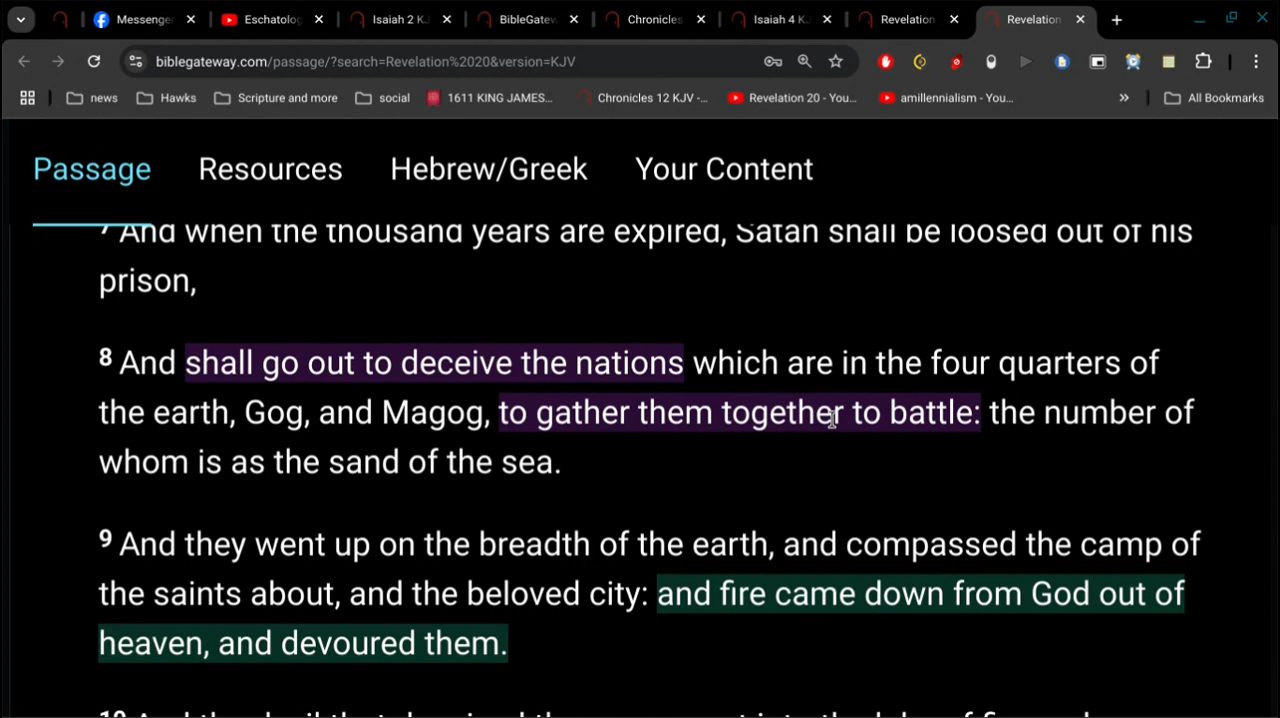 Messenge
Eschatolog
Isaiah 2 K
BibleGatew
Chronicles
Isaiah 4 K
Revelation
Revelation
biblegateway.com/passage/?search=Revelation%2020&version=KJV
news
Hawks
Scripture and more
social
1611 KING JAMES...
Chronicles 12 KJV -...
Revelation 20 - You...
amillennialism - You...
»
All Bookmarks
Passage
Resources
Hebrew/Greek
Your Content
7 And when the thousand years are expired, Satan shall be loosed out of his
prison,
8 And shall go out to deceive the nations which are in the four quarters of
the earth, Gog, and Magog, to gather them together to battle: the number of
whom is as the sand of the sea.
9 And they went up on the breadth of the earth, and compassed the camp of
the saints about, and the beloved city: and fire came down from God out of
heaven, and devoured them.